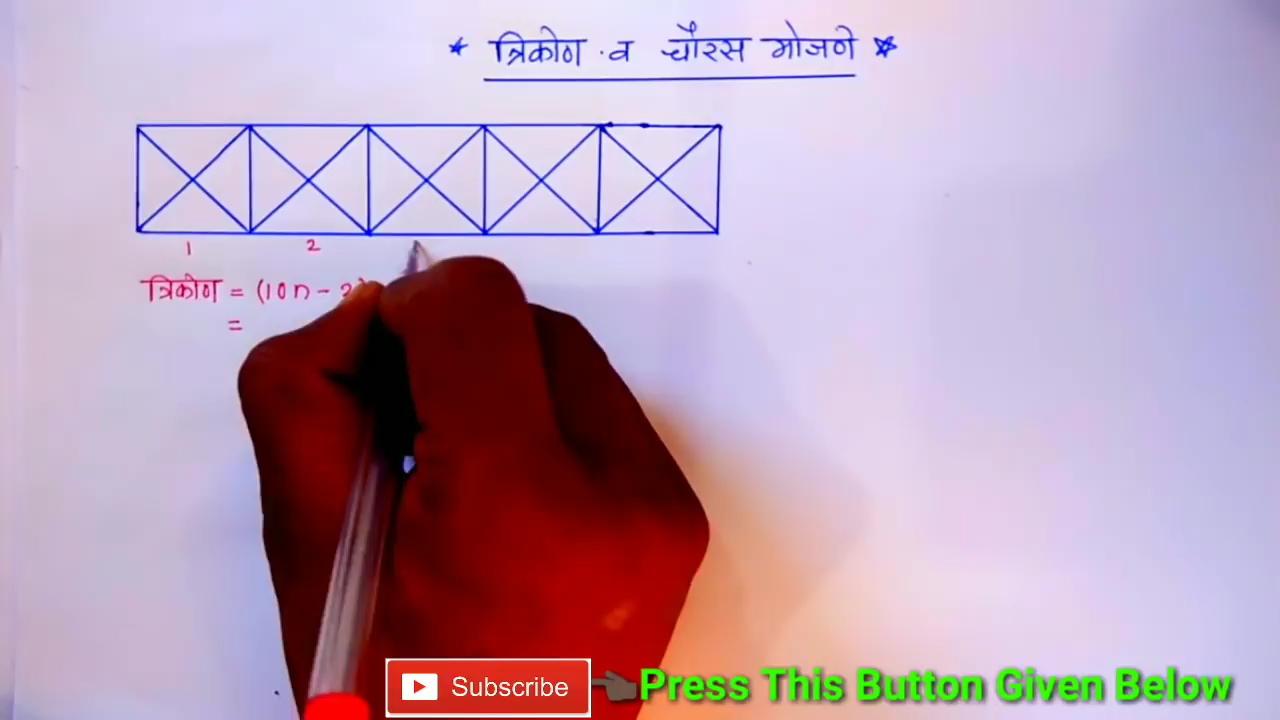 * त्रिकोण व चौरस मोजणे *
1 2
त्रिकोण = (10n -
=
Subscribe Press This Button Given Below